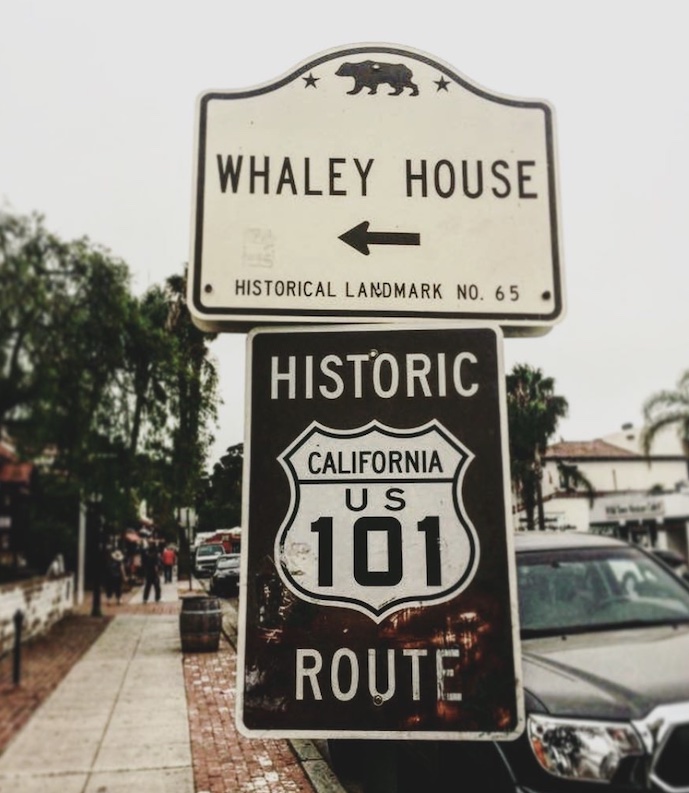 WHALEY HOUSE
HISTORICAL LANDMARK NO. 65
HISTORIC
CALIFORNIA
US
101
ROUTE